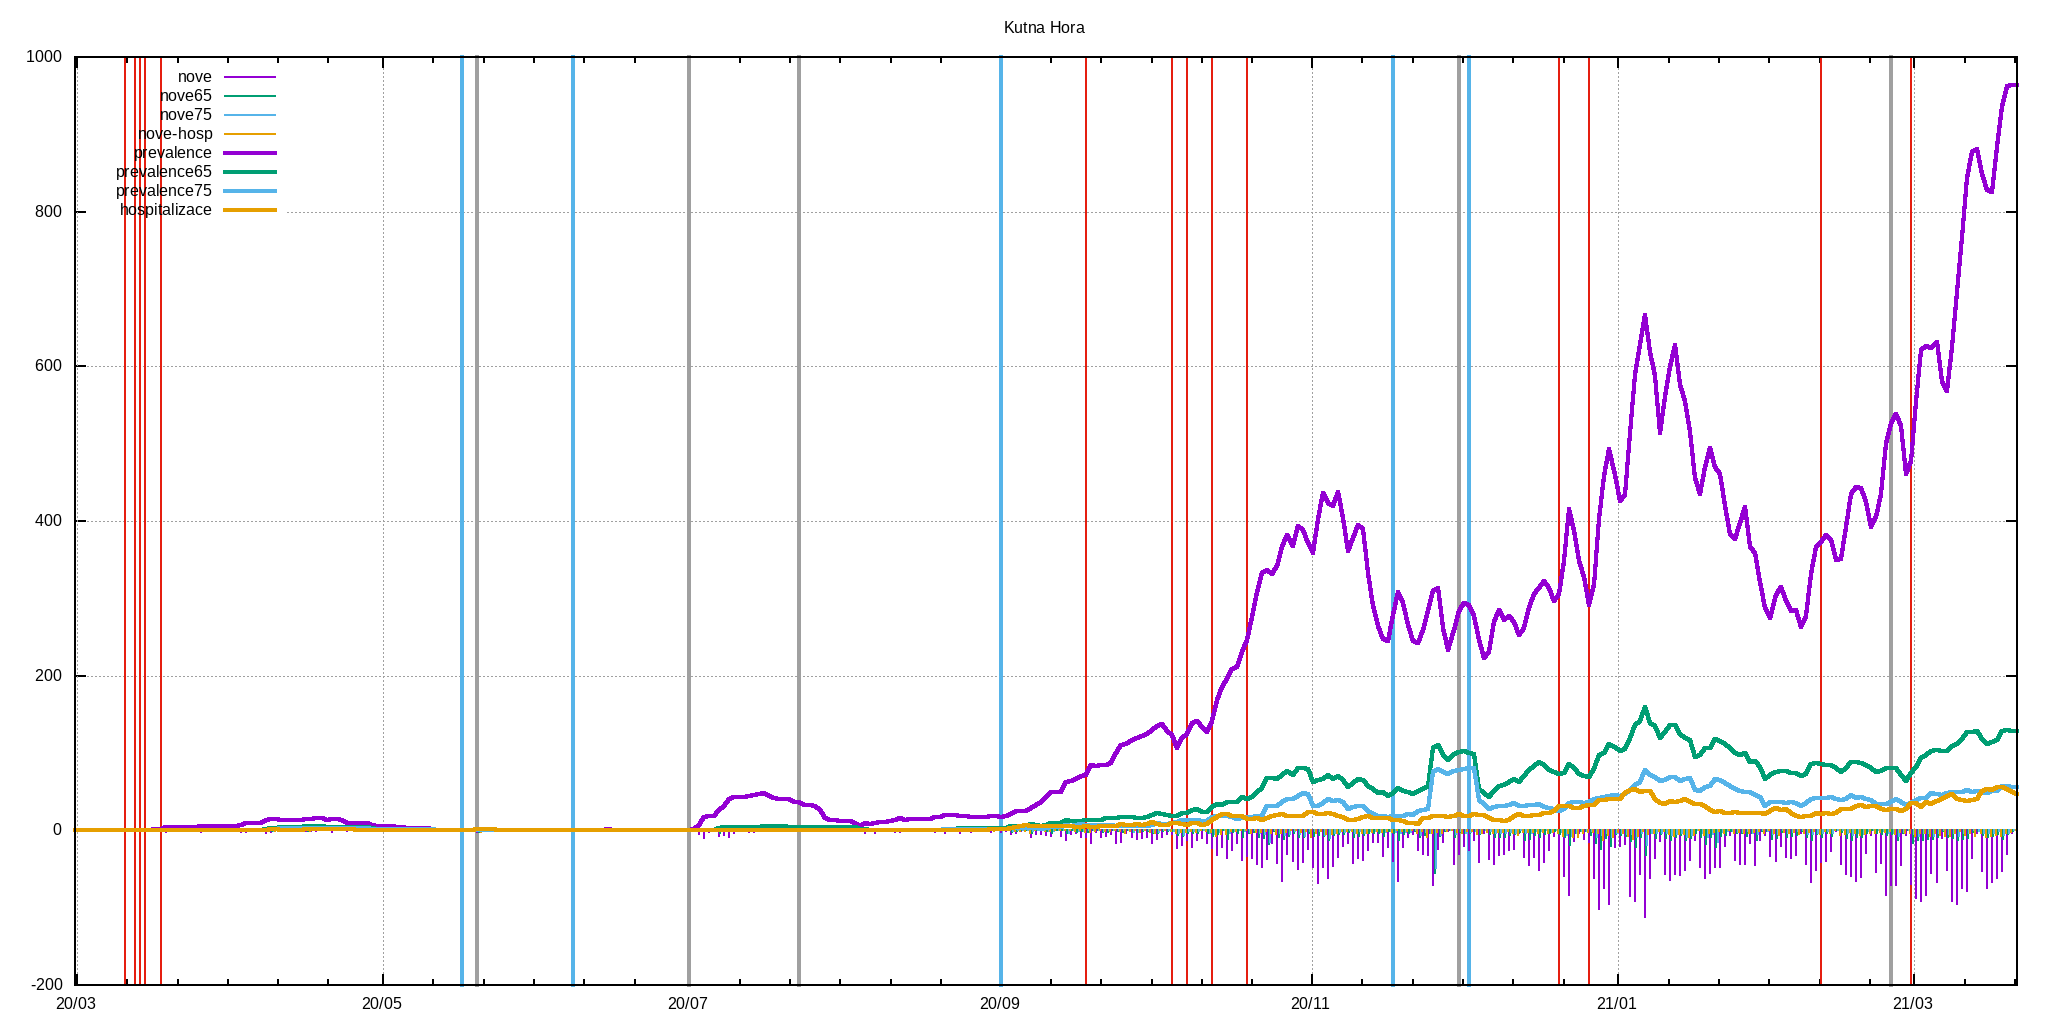 Kutna Hora
1000
800
600
400
200
0
-200
nove
nove65
nove75
nove-hosp
prevalence
prevalence65
prevalence75
hospitalizace
20/03
20/05
20/07
20/09
20/11
21/01
21/03